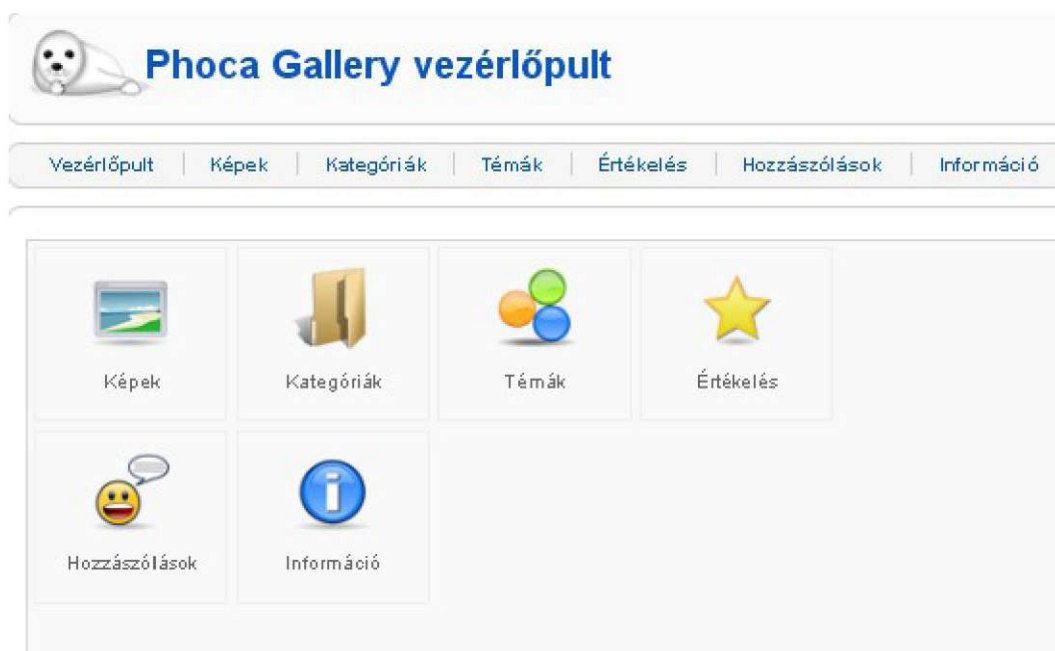 Phoca Gallery vezérlőpult
Vezérlőpult | Képek | Kategóriák | Témák | Értékelés | Hozzászólások | Információ
Képek Kategóriák Témák Értékelés
Hozzászólások Információ